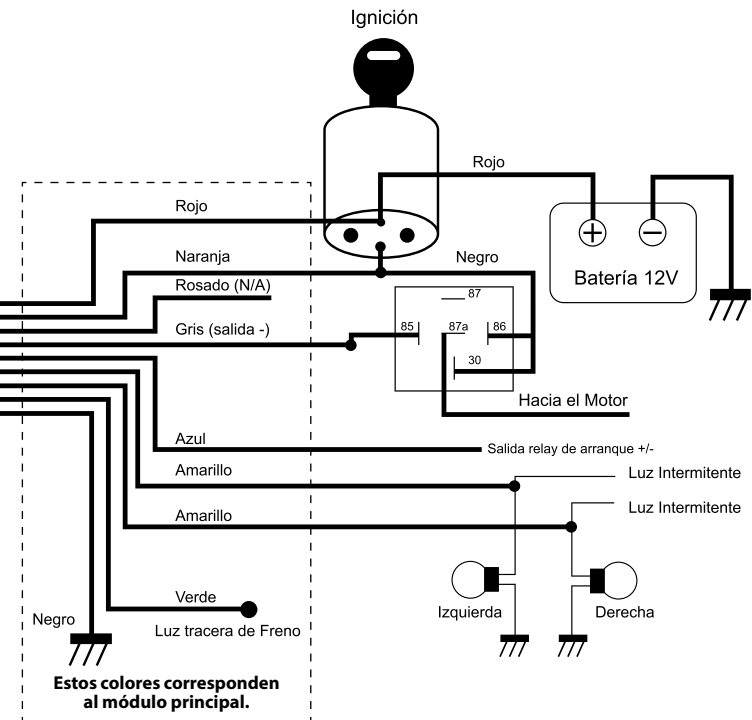 Ignición
Rojo
Rojo
Naranja
Negro
Batería 12V
Rosado (N/A)
87
Gris (salida -)
85
87a
86
30
Hacia el Motor
Azul
Salida relay de arranque +/-
Amarillo
Luz Intermitente
Luz Intermitente
Amarillo
Izquierda
Derecha
Verde
Negro
Luz tracera de Freno
Estos colores corresponden
al módulo principal.